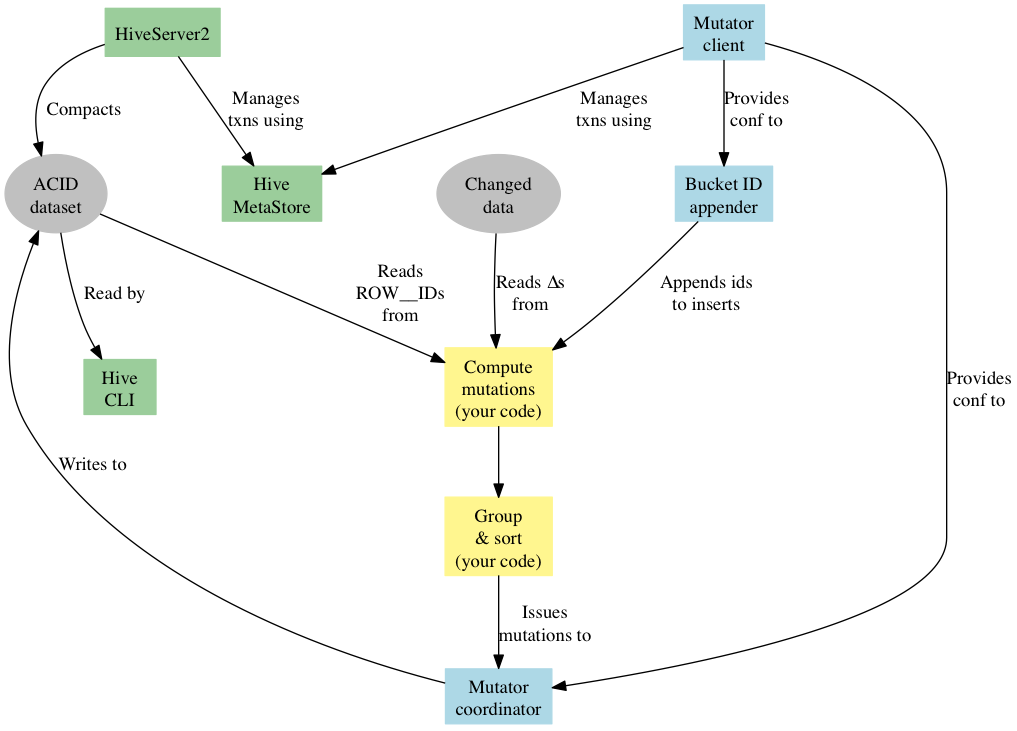 HiveServer2
Mutator
client
Compacts
Manages
txns using
Manages
txns using
Provides
conf to
ACID
dataset
Hive
MetaStore
Changed
data
Bucket ID
appender
Reads
ROW__IDs
from
Reads Δs
from
Appends ids
to inserts
Read by
Hive
CLI
Compute
mutations
(your code)
Provides
conf to
Writes to
Group
& sort
(your code)
Issues
mutations to
Mutator
coordinator